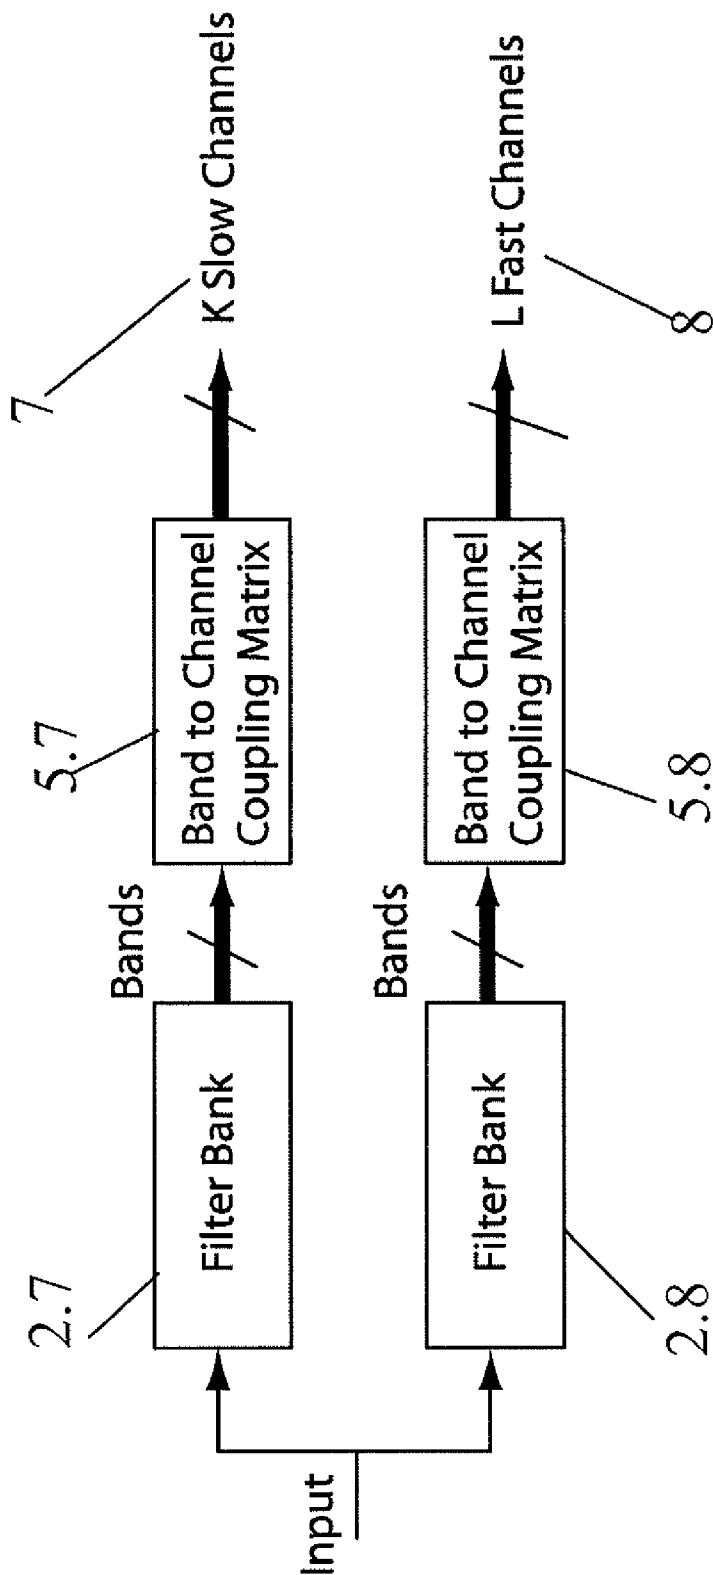 7
K Slow Channels
5.7
Band to Channel
Coupling Matrix
Bands
2.7
Filter Bank
Input
L Fast Channels
8
Band to Channel
Coupling Matrix
5.8
Bands
Filter Bank
2.8